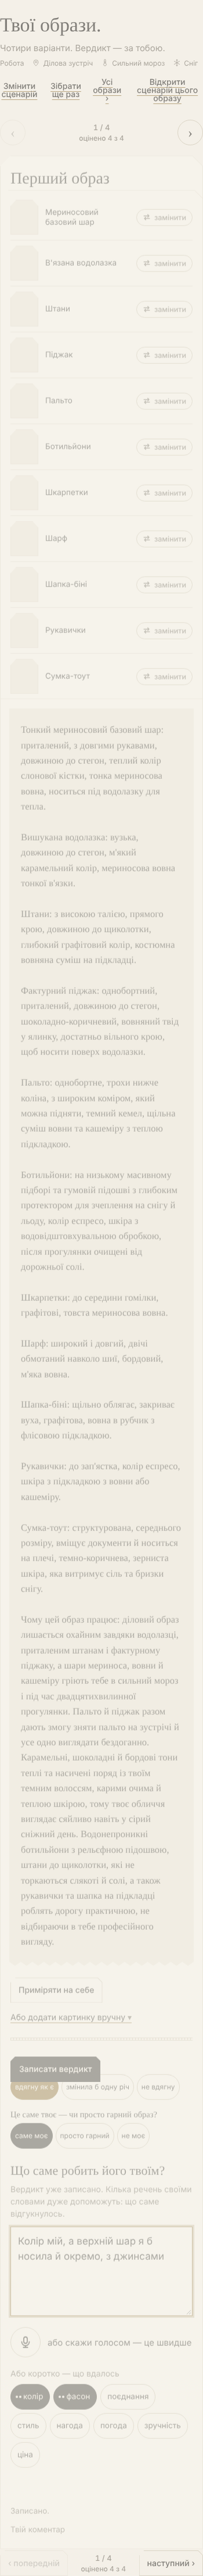 Твої образи.
Чотири варіанти. Вердикт — за тобою.
Робота Ділова зустріч Сильний мороз Сніг
Змінити сценарій
Зібрати ще раз
Усі образи ›
Відкрити сценарій цього образу
‹
1 / 4
оцінено 4 з 4
›
Перший образ
Мериносовий базовий шар
замінити
В'язана водолазка
замінити
Штани
замінити
Піджак
замінити
Пальто
замінити
Ботильйони
замінити
Шкарпетки
замінити
Шарф
замінити
Шапка-біні
замінити
Рукавички
замінити
Сумка-тоут
замінити
Тонкий мериносовий базовий шар:
приталений, з довгими рукавами,
довжиною до стегон, теплий колір
слонової кістки, тонка мериносова
вовна, носиться під водолазку для
тепла.
Вишукана водолазка: вузька,
довжиною до стегон, м'який
карамельний колір, мериносова вовна
тонкої в'язки.
Штани: з високою талією, прямого
крою, довжиною до щиколотки,
глибокий графітовий колір, костюмна
вовняна суміш на підкладці.
Фактурний піджак: однобортний,
приталений, довжиною до стегон,
шоколадно-коричневий, вовняний твід
у ялинку, достатньо вільного крою,
щоб носити поверх водолазки.
Пальто: однобортне, трохи нижче
коліна, з широким коміром, який
можна підняти, темний кемел, щільна
суміш вовни та кашеміру з теплою
підкладкою.
Ботильйони: на низькому масивному
підборі та гумовій підошві з глибоким
протектором для зчеплення на снігу й
льоду, колір еспресо, шкіра з
водовідштовхувальною обробкою,
після прогулянки очищені від
дорожньої солі.
Шкарпетки: до середини гомілки,
графітові, товста мериносова вовна.
Шарф: широкий і довгий, двічі
обмотаний навколо шиї, бордовий,
м'яка вовна.
Шапка-біні: щільно облягає, закриває
вуха, графітова, вовна в рубчик з
флісовою підкладкою.
Рукавички: до зап'ястка, колір еспресо,
шкіра з підкладкою з вовни або
кашеміру.
Сумка-тоут: структурована, середнього
розміру, вміщує документи й носиться
на плечі, темно-коричнева, зерниста
шкіра, яка витримує сіль та бризки
снігу.
Чому цей образ працює: діловий образ
лишається охайним завдяки водолазці,
приталеним штанам і фактурному
піджаку, а шари мериноса, вовни й
кашеміру гріють тебе в сильний мороз
і під час двадцятихвилинної
прогулянки. Пальто й піджак разом
дають змогу зняти пальто на зустрічі й
усе одно виглядати бездоганно.
Карамельні, шоколадні й бордові тони
теплі та насичені поряд із твоїм
темним волоссям, карими очима й
теплою шкірою, тому твоє обличчя
виглядає сяйливо навіть у сірий
сніжний день. Водонепроникні
ботильйони з рельєфною підошвою,
штани до щиколотки, які не
торкаються слякоті й солі, а також
рукавички та шапка на підкладці
роблять дорогу практичною, не
відбираючи в тебе професійного
вигляду.
Приміряти на себе
Або додати картинку вручну
Записати вердикт
вдягну як є
змінила б одну річ
не вдягну
Це саме твоє — чи просто гарний образ?
саме моє
просто гарний
не моє
Що саме робить його твоїм?
Вердикт уже записано. Кілька речень своїми
словами дуже допоможуть: що саме
відгукнулось.
Колір мій, а верхній шар я б
носила й окремо, з джинсами
або скажи голосом — це швидше
Або коротко — що вдалось
колір
фасон
поєднання
стиль
нагода
погода
зручність
ціна
Записано.
Твій коментар
‹ попередній
1 / 4
оцінено 4 з 4
наступний ›